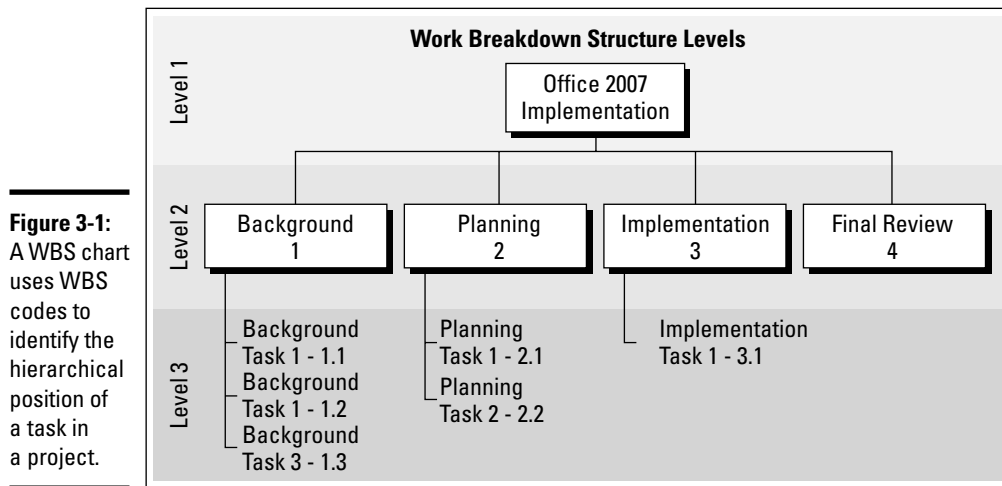 Work Breakdown Structure Levels
Level 1
Office 2007
Implementation
Level 2
Background
1
Planning
2
Implementation
3
Final Review
4
Level 3
Background
Task 1 - 1.1
Background
Task 1 - 1.2
Background
Task 3 - 1.3
Planning
Task 1 - 2.1
Planning
Task 2 - 2.2
Implementation
Task 1 - 3.1
Figure 3-1:
A WBS chart
uses WBS
codes to
identify the
hierarchical
position of
a task in
a project.